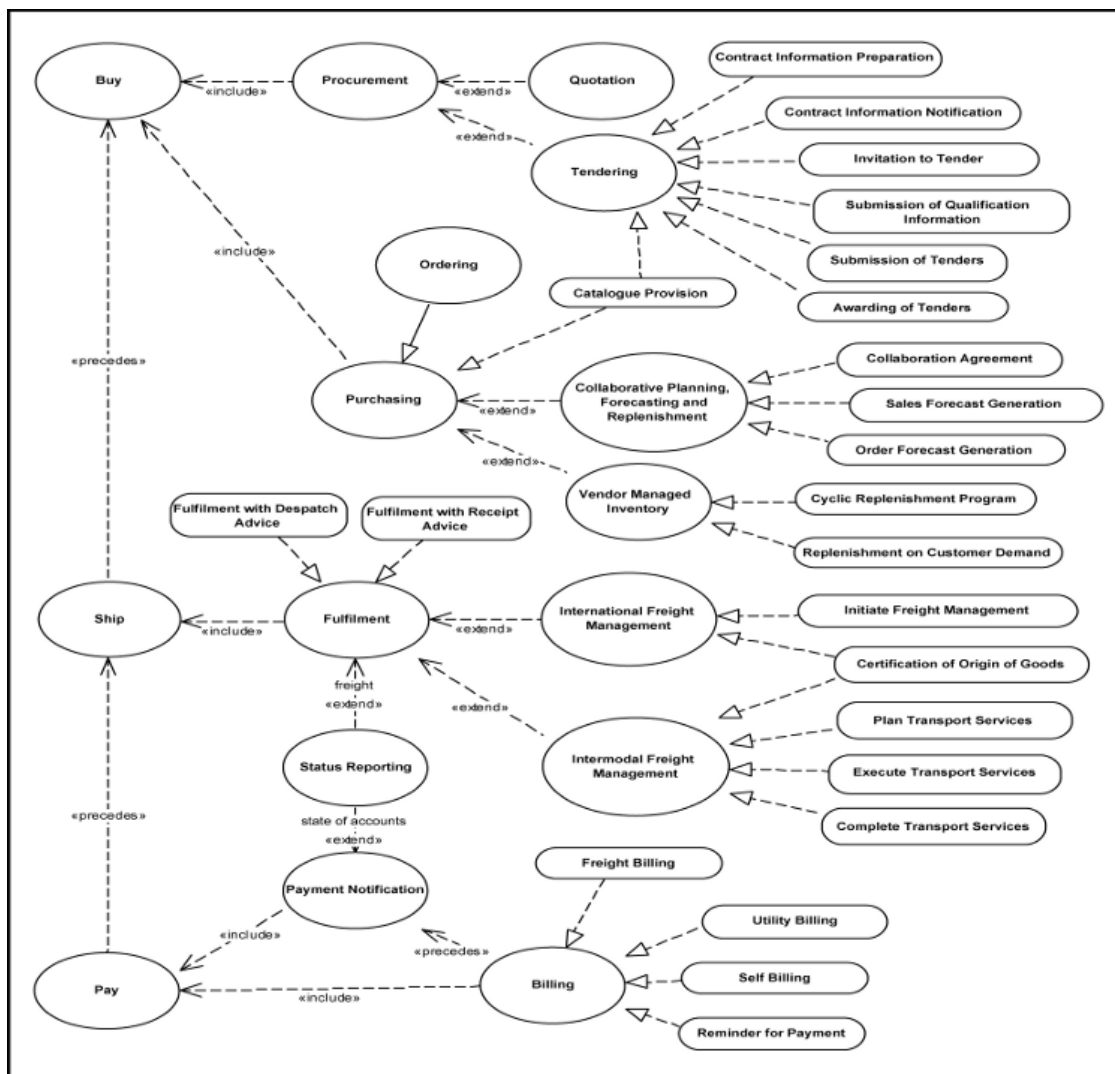 Contract Information Preparation
Buy
Procurement
Quotation
«include»
«extend»
Contract Information Notification
«extend»
Invitation to Tender
Tendering
Submission of Qualification
Information
«include»
Ordering
Submission of Tenders
Catalogue Provision
Awarding of Tenders
«precedes»
Collaboration Agreement
Collaborative Planning,
Forecasting and
Replenishment
Purchasing
«extend»
Sales Forecast Generation
Order Forecast Generation
«extend»
Vendor Managed
Inventory
Cyclic Replenishment Program
Fulfilment with Despatch
Advice
Fulfilment with Receipt
Advice
Replenishment on Customer Demand
Ship
«include»
Fulfilment
«extend»
International Freight
Management
Initiate Freight Management
Certification of Origin of Goods
freight
«extend»
«extend»
Plan Transport Services
Status Reporting
Intermodal Freight
Management
Execute Transport Services
«precedes»
state of accounts
«extend»
Complete Transport Services
Freight Billing
Payment Notification
Utility Billing
«include»
«precedes»
Pay
«include»
Billing
Self Billing
Reminder for Payment